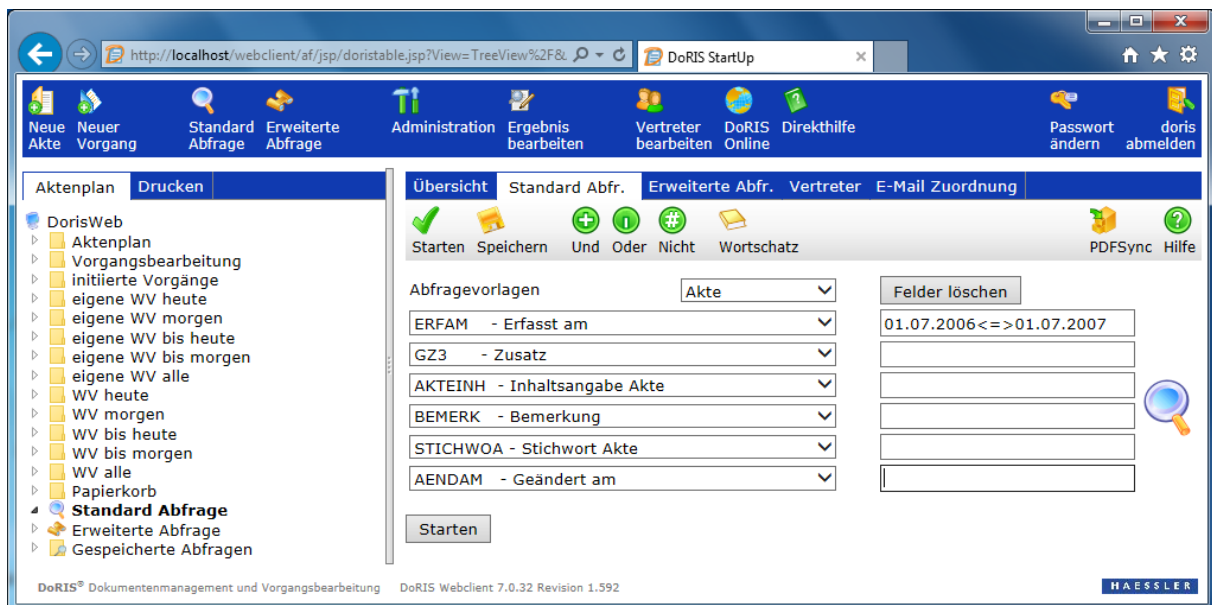 http://localhost/webclient/af/jsp/doristable.jsp?View=TreeView%2F&
DoRIS StartUp
Neue Akte
Neuer Vorgang
Standard Abfrage
Erweiterte Abfrage
Administration
Ergebnis bearbeiten
Vertreter bearbeiten
DoRIS Online
Direkthilfe
Passwort ändern
doris abmelden
Aktenplan Drucken
DorisWeb
Aktenplan
Vorgangsbearbeitung
initiierte Vorgänge
eigene WV heute
eigene WV morgen
eigene WV bis heute
eigene WV bis morgen
eigene WV alle
WV heute
WV morgen
WV bis heute
WV bis morgen
WV alle
Papierkorb
Standard Abfrage
Erweiterte Abfrage
Gespeicherte Abfragen
Übersicht Standard Abfr. Erweiterte Abfr. Vertreter E-Mail Zuordnung
Starten Speichern Und Oder Nicht Wortschatz PDFSync Hilfe
Abfragevorlagen Akte Felder löschen
ERFAM - Erfasst am 01.07.2006<=>01.07.2007
GZ3 - Zusatz
AKTEINH - Inhaltsangabe Akte
BEMERK - Bemerkung
STICHWOA - Stichwort Akte
AENDAM - Geändert am
Starten
DoRIS® Dokumentenmanagement und Vorgangsbearbeitung DoRIS Webclient 7.0.32 Revision 1.592
HAESSLER